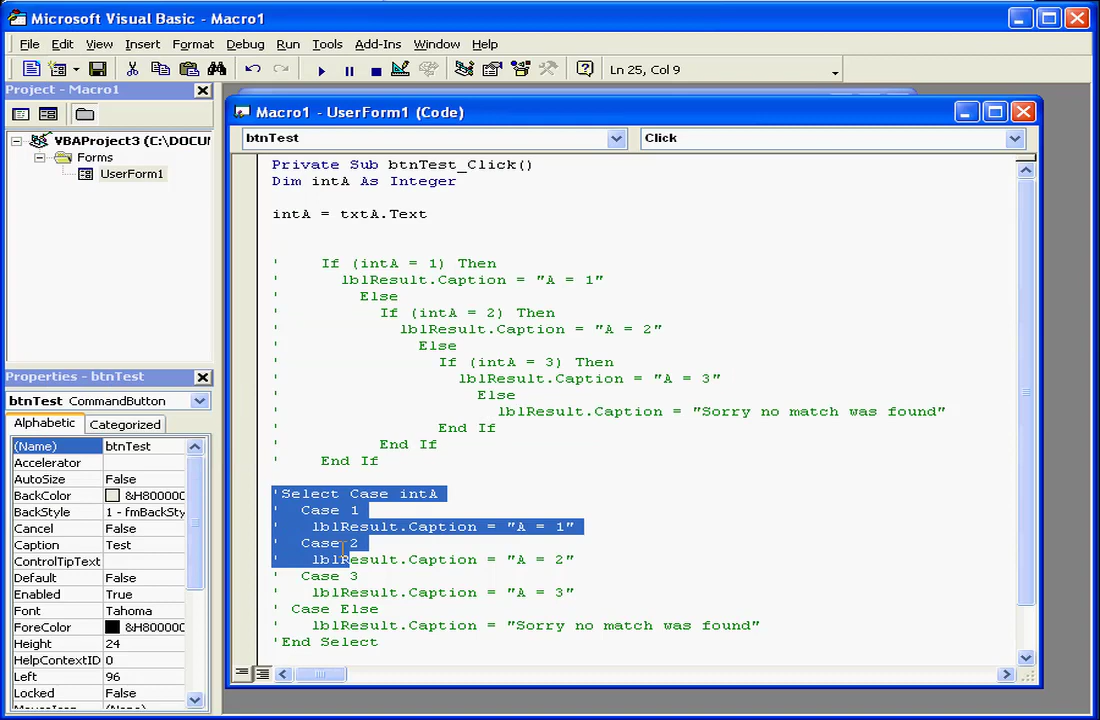 Microsoft Visual Basic - Macro1
File Edit View Insert Format Debug Run Tools Add-Ins Window Help
Ln 25, Col 9
Project - Macro1
VBAProject3 (C:\DOCUM
Forms
UserForm1
Macro1 - UserForm1 (Code)
btnTest Click
Private Sub btnTest_Click()
Dim intA As Integer
intA = txtA.Text
' If (intA = 1) Then
' lblResult.Caption = "A = 1"
' Else
' If (intA = 2) Then
' lblResult.Caption = "A = 2"
' Else
' If (intA = 3) Then
' lblResult.Caption = "A = 3"
' Else
' lblResult.Caption = "Sorry no match was found"
' End If
' End If
' End If
'Select Case intA
' Case 1
' lblResult.Caption = "A = 1"
' Case 2
' lblResult.Caption = "A = 2"
' Case 3
' lblResult.Caption = "A = 3"
' Case Else
' lblResult.Caption = "Sorry no match was found"
'End Select
Properties - btnTest
btnTest CommandButton
Alphabetic Categorized
(Name) btnTest
Accelerator
AutoSize False
BackColor &H800000
BackStyle 1 - fmBackSty
Cancel False
Caption Test
ControlTipText
Default False
Enabled True
Font Tahoma
ForeColor &H800000
Height 24
HelpContextID 0
Left 96
Locked False
MouseIcon (None)